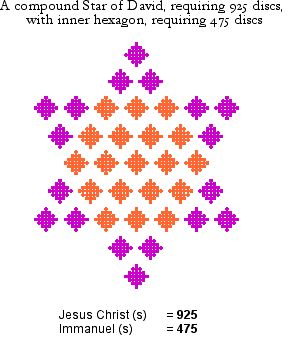 A compound Star of David, requiring 925 discs,
with inner hexagon, requiring 475 discs
Jesus Christ (s) = 925
Immanuel (s) = 475